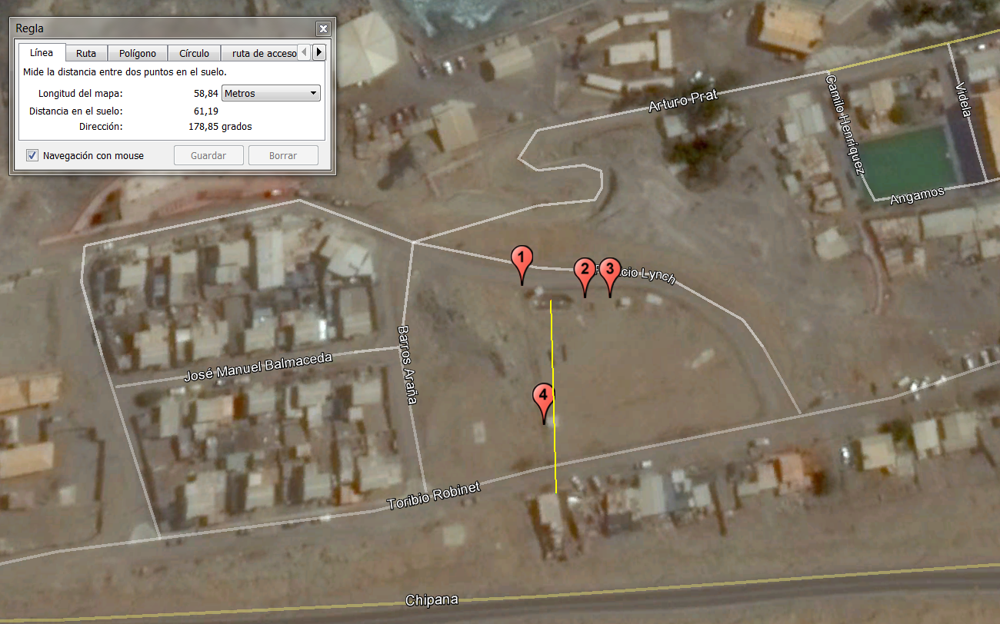 Regla
Línea
Ruta
Polígono
Círculo
ruta de acceso
Mide la distancia entre dos puntos en el suelo.
Longitud del mapa: 58,84 Metros
Distancia en el suelo: 61,19
Dirección: 178,85 grados
Navegación con mouse
Guardar
Borrar
Arturo Prat
Camilo Henriquez
Videla
Angamos
1
2
3
cio Lynch
José Manuel Balmaceda
Barros Araña
4
Toribio Robinet
Chipana